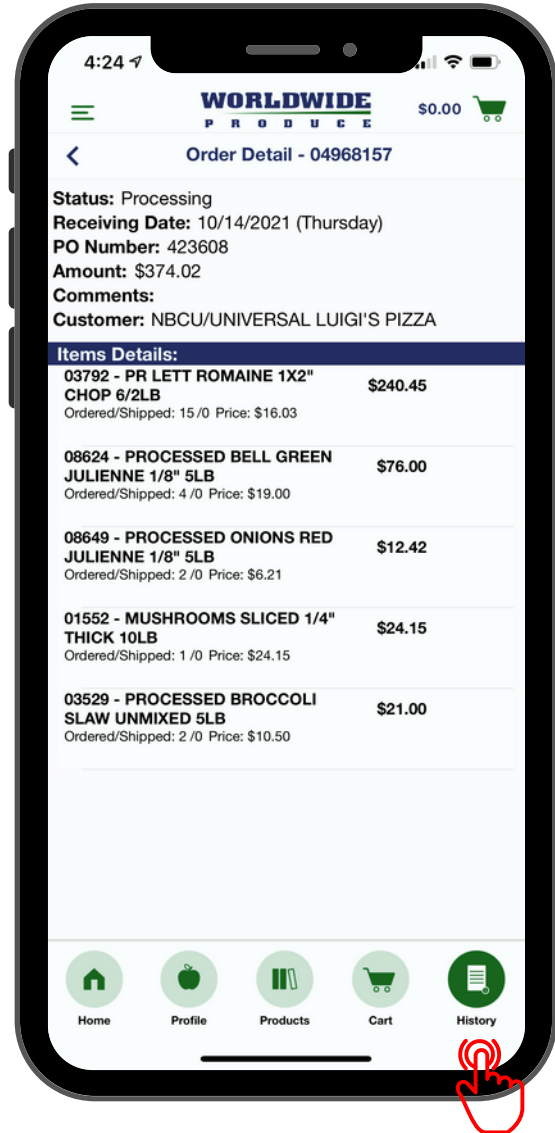 4:24
WORLDWIDE
PRODUCE
$0.00
Order Detail - 04968157
Status: Processing
Receiving Date: 10/14/2021 (Thursday)
PO Number: 423608
Amount: $374.02
Comments:
Customer: NBCU/UNIVERSAL LUIGI'S PIZZA
Items Details:
03792 - PR LETT ROMAINE 1X2"
CHOP 6/2LB
$240.45
Ordered/Shipped: 15 /0 Price: $16.03
08624 - PROCESSED BELL GREEN
JULIENNE 1/8" 5LB
$76.00
Ordered/Shipped: 4 /0 Price: $19.00
08649 - PROCESSED ONIONS RED
JULIENNE 1/8" 5LB
$12.42
Ordered/Shipped: 2 /0 Price: $6.21
01552 - MUSHROOMS SLICED 1/4"
THICK 10LB
$24.15
Ordered/Shipped: 1 /0 Price: $24.15
03529 - PROCESSED BROCCOLI
SLAW UNMIXED 5LB
$21.00
Ordered/Shipped: 2 /0 Price: $10.50
Home Profile Products Cart History